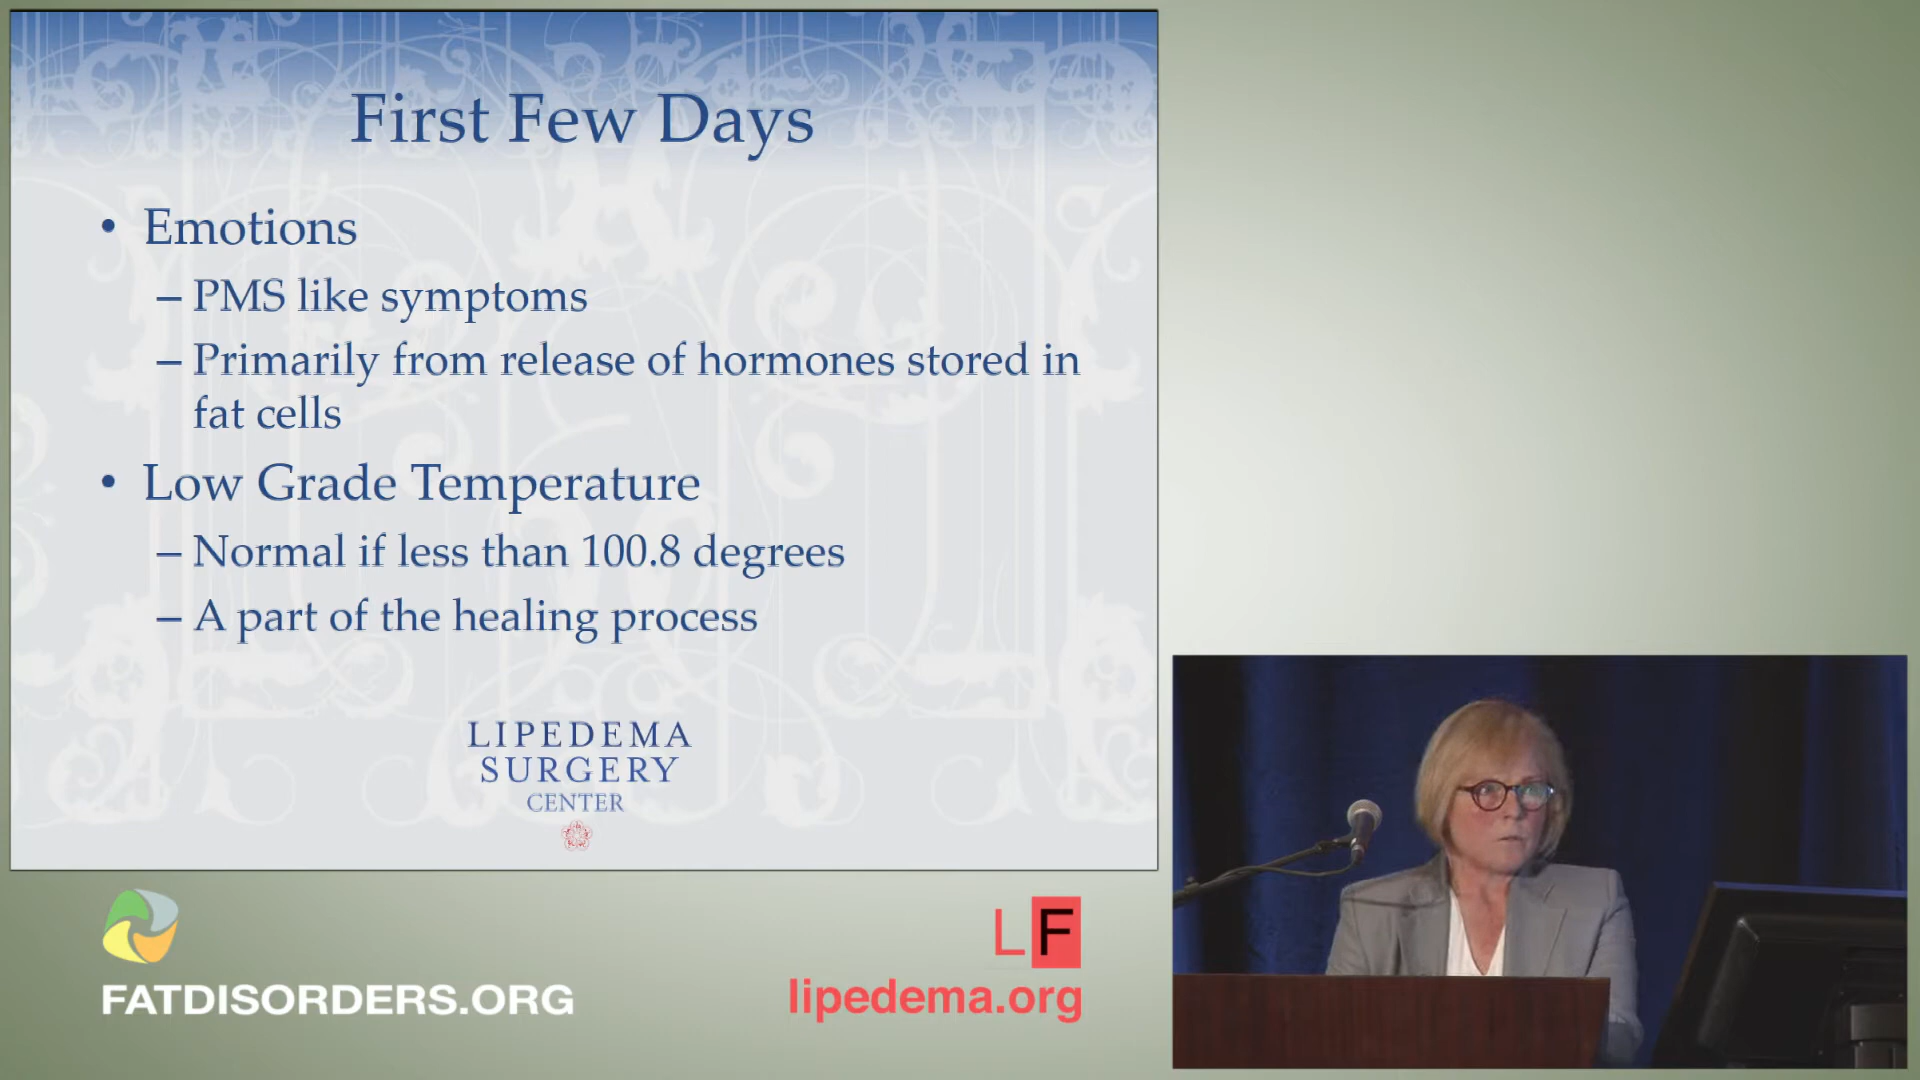 First Few Days
• Emotions
– PMS like symptoms
– Primarily from release of hormones stored in
fat cells
• Low Grade Temperature
– Normal if less than 100.8 degrees
– A part of the healing process
LIPEDEMA
SURGERY
CENTER
FATDISORDERS.ORG
LF
lipedema.org